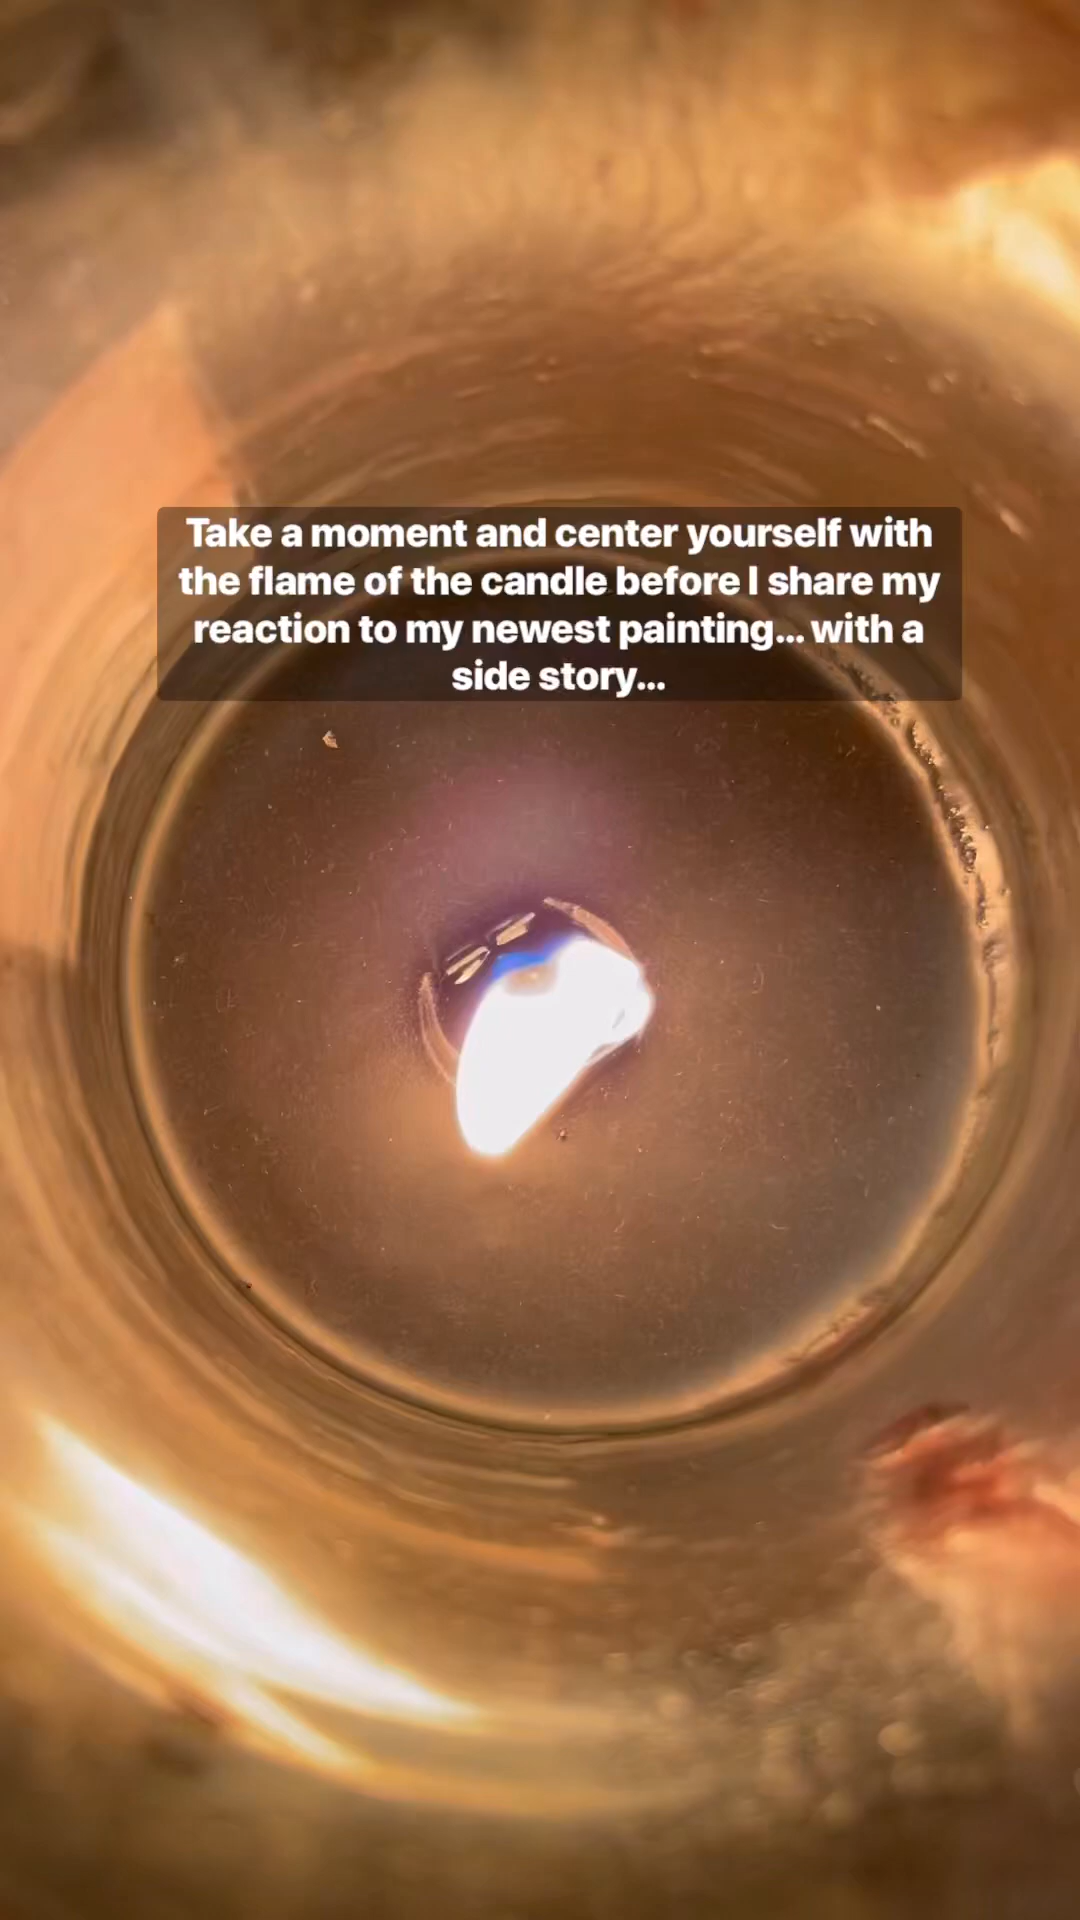 Take a moment and center yourself with
the flame of the candle before I share my
reaction to my newest painting... with a
side story...